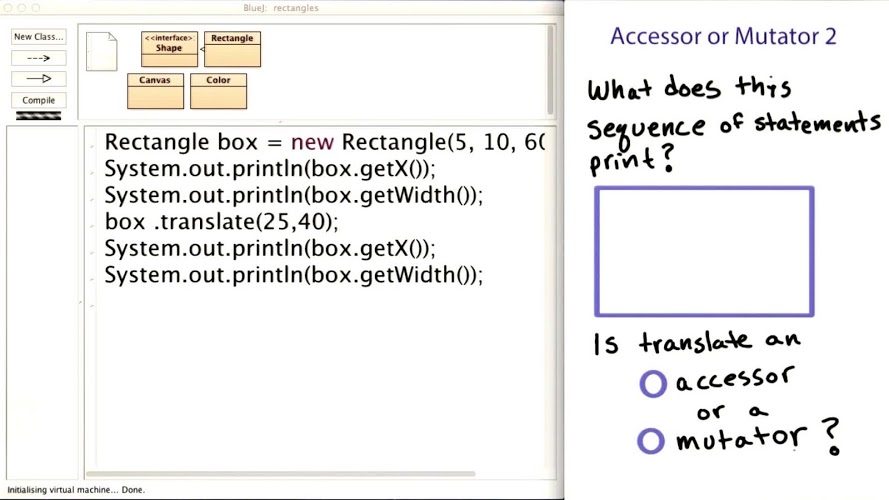 BlueJ: rectangles
New Class...
Compile
<<interface>>
Shape
Rectangle
Canvas
Color
Rectangle box = new Rectangle(5, 10, 60
System.out.println(box.getX());
System.out.println(box.getWidth());
box .translate(25,40);
System.out.println(box.getX());
System.out.println(box.getWidth());
Initialising virtual machine... Done.
Accessor or Mutator 2
What does this
sequence of statements
print?
Is translate an
accessor
or a
mutator?